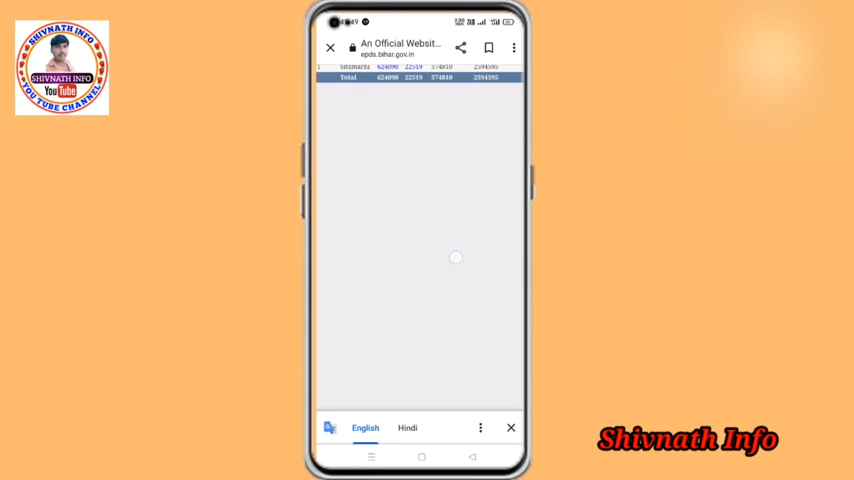 SHIVNATH INFO
SHIVNATH INFO
YouTube
YOU TUBE CHANNEL
An Official Websit...
epds.bihar.gov.in
1 Sitamarhi 624090 22519 574810 2594595
Total 624090 22519 574810 2594595
English Hindi
Shivnath Info